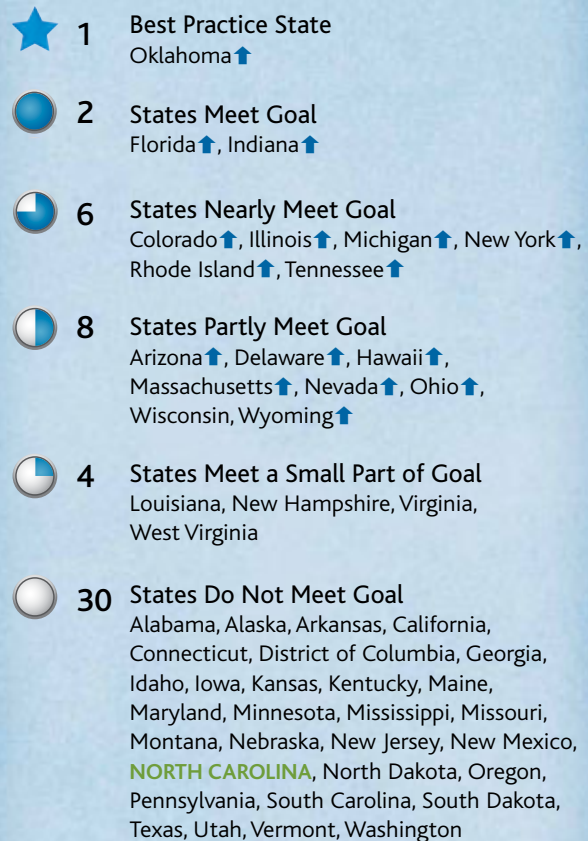 1 Best Practice State
Oklahoma⬆
2 States Meet Goal
Florida⬆, Indiana⬆
6 States Nearly Meet Goal
Colorado⬆, Illinois⬆, Michigan⬆, New York⬆,
Rhode Island⬆, Tennessee⬆
8 States Partly Meet Goal
Arizona⬆, Delaware⬆, Hawaii⬆,
Massachusetts⬆, Nevada⬆, Ohio⬆,
Wisconsin, Wyoming⬆
4 States Meet a Small Part of Goal
Louisiana, New Hampshire, Virginia,
West Virginia
30 States Do Not Meet Goal
Alabama, Alaska, Arkansas, California,
Connecticut, District of Columbia, Georgia,
Idaho, Iowa, Kansas, Kentucky, Maine,
Maryland, Minnesota, Mississippi, Missouri,
Montana, Nebraska, New Jersey, New Mexico,
NORTH CAROLINA, North Dakota, Oregon,
Pennsylvania, South Carolina, South Dakota,
Texas, Utah, Vermont, Washington